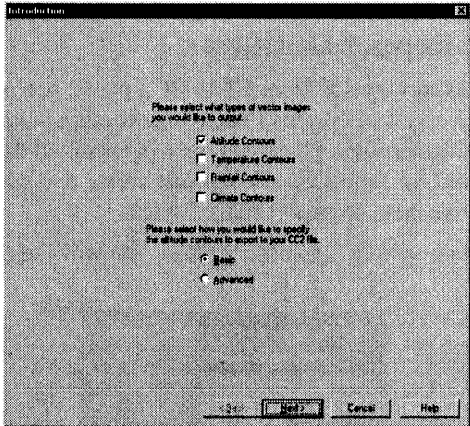 Introduction
Please select what types of vector images
you would like to output.
Altitude Contours
Temperature Contours
Rainfall Contours
Climate Contours
Please select how you would like to specify
the altitude contours to export to your CC2 file.
Basic
Advanced
< Back
Next >
Cancel
Help